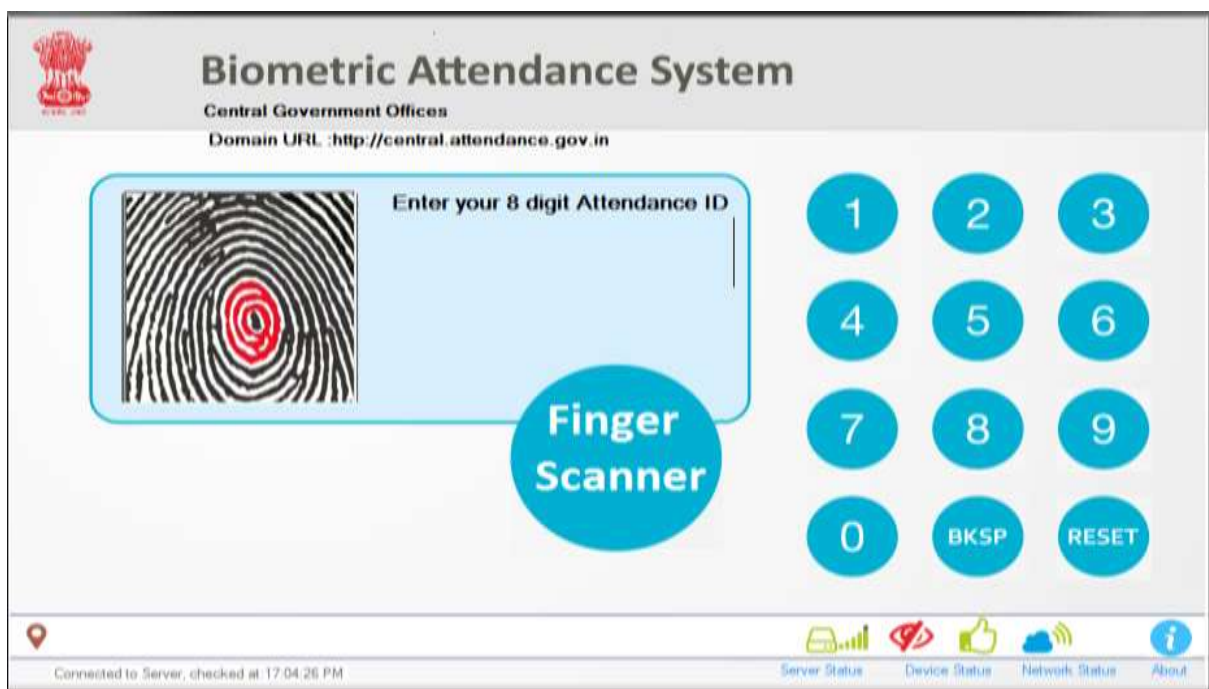 Biometric Attendance System
Central Government Offices
Domain URL :http://central.attendance.gov.in
Enter your 8 digit Attendance ID
1 2 3
4 5 6
7 8 9
Finger
Scanner
0 BKSP RESET
Server Status Device Status Network Status About
Connected to Server, checked at 17:04:26 PM